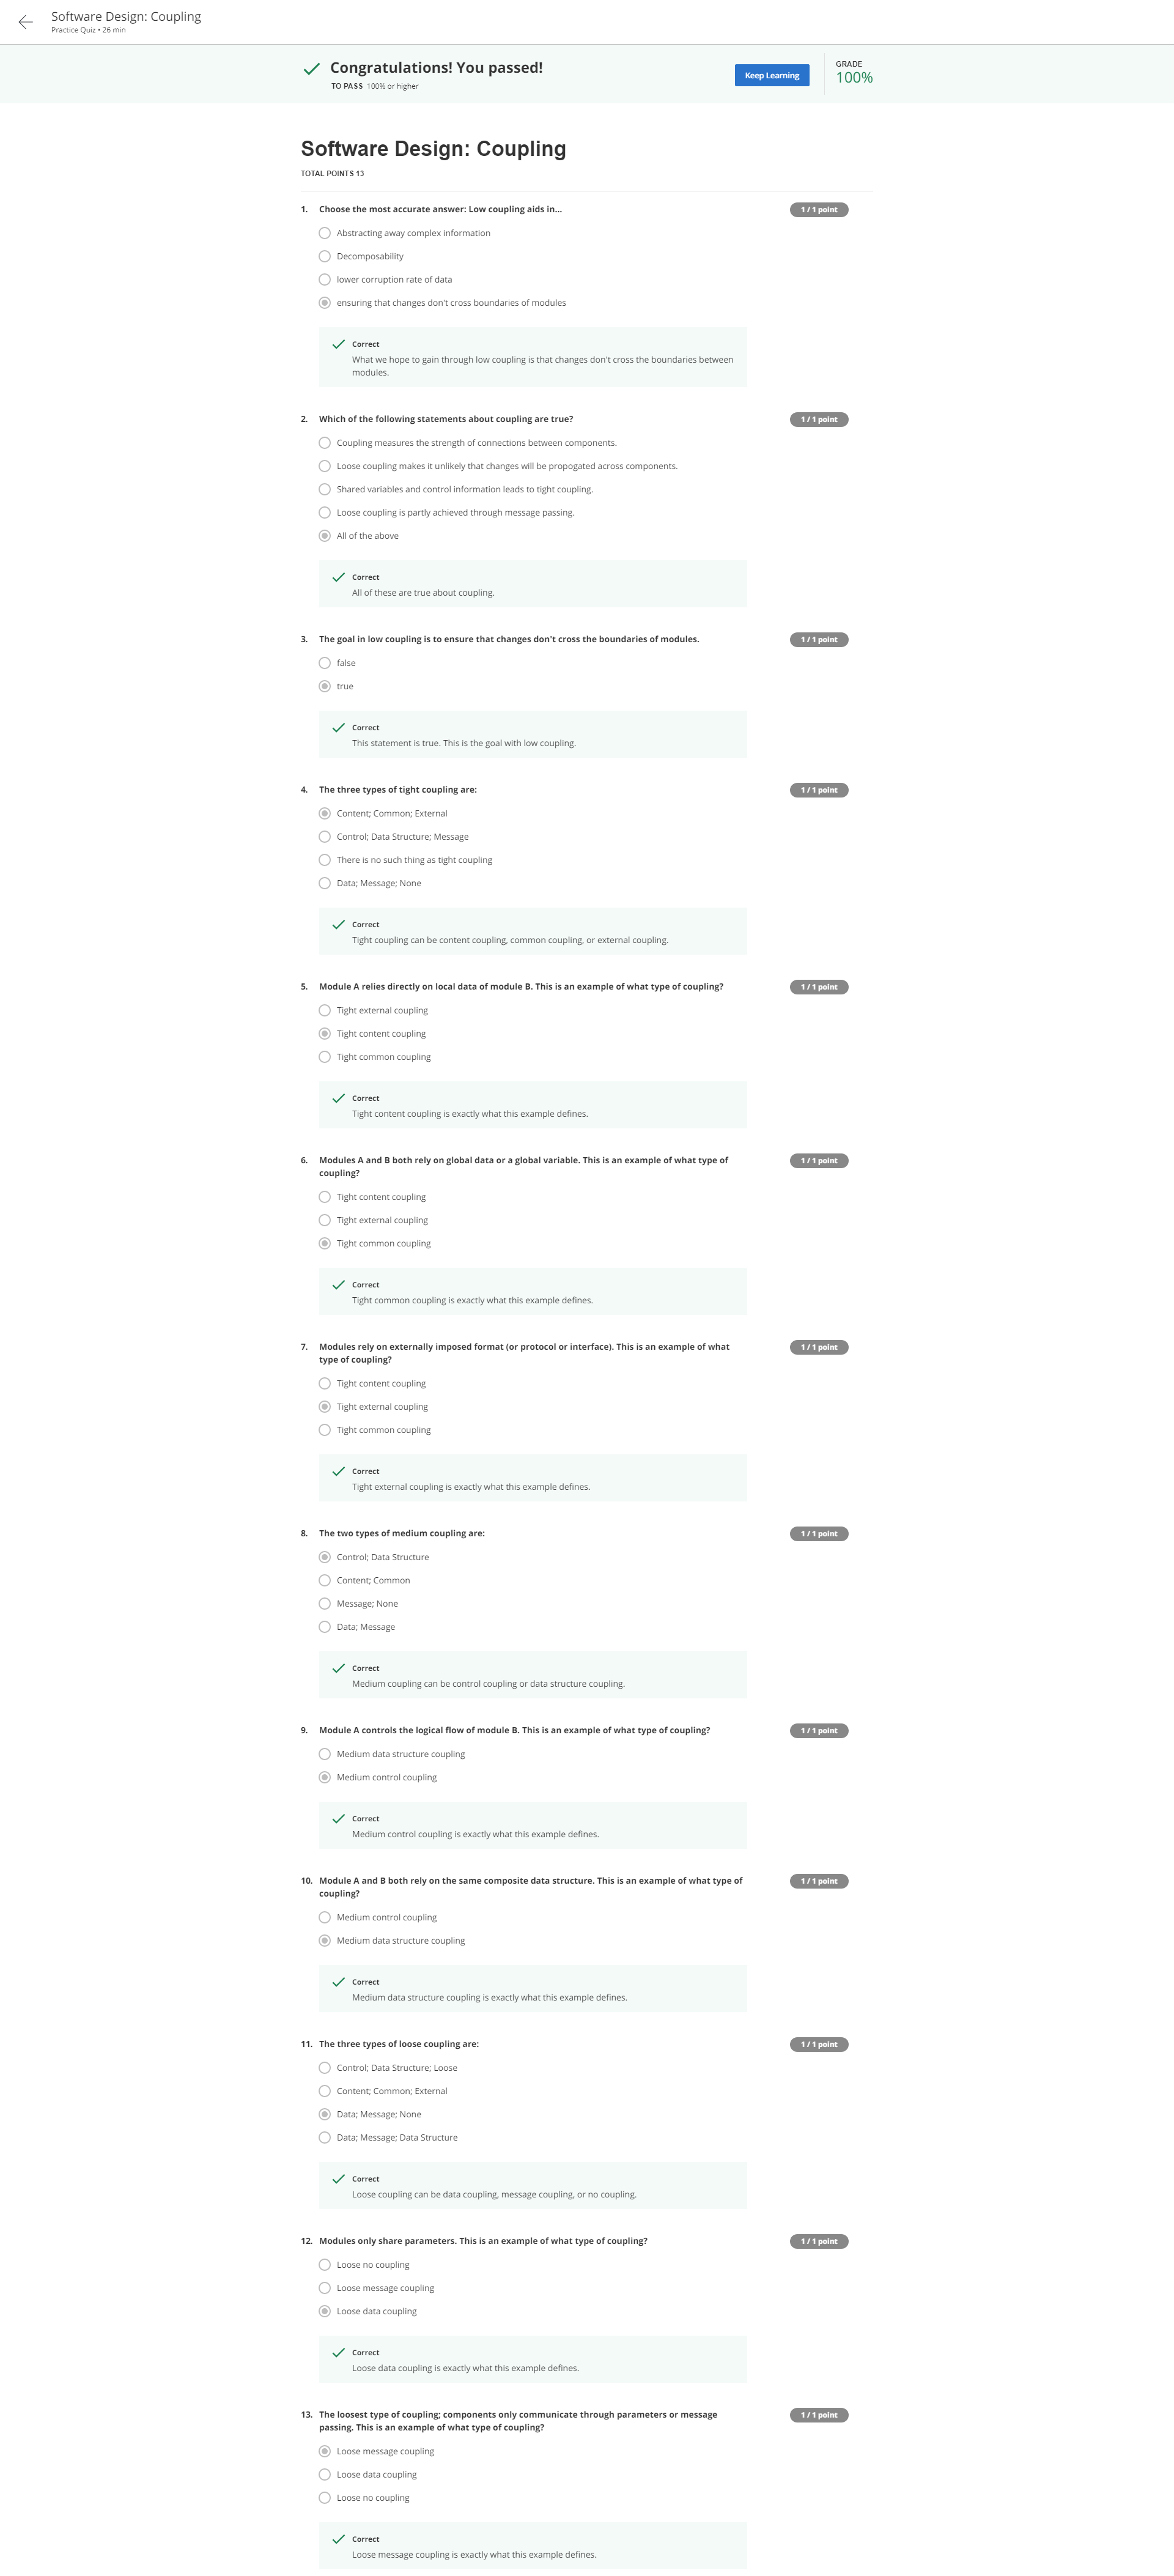 Software Design: Coupling
Practice Quiz • 26 min
Congratulations! You passed!
TO PASS 100% or higher
Keep Learning
GRADE
100%
Software Design: Coupling
TOTAL POINTS 13
1. Choose the most accurate answer: Low coupling aids in...
1 / 1 point
Abstracting away complex information
Decomposability
lower corruption rate of data
ensuring that changes don't cross boundaries of modules
Correct
What we hope to gain through low coupling is that changes don't cross the boundaries between
modules.
2. Which of the following statements about coupling are true?
1 / 1 point
Coupling measures the strength of connections between components.
Loose coupling makes it unlikely that changes will be propogated across components.
Shared variables and control information leads to tight coupling.
Loose coupling is partly achieved through message passing.
All of the above
Correct
All of these are true about coupling.
3. The goal in low coupling is to ensure that changes don't cross the boundaries of modules.
1 / 1 point
false
true
Correct
This statement is true. This is the goal with low coupling.
4. The three types of tight coupling are:
1 / 1 point
Content; Common; External
Control; Data Structure; Message
There is no such thing as tight coupling
Data; Message; None
Correct
Tight coupling can be content coupling, common coupling, or external coupling.
5. Module A relies directly on local data of module B. This is an example of what type of coupling?
1 / 1 point
Tight external coupling
Tight content coupling
Tight common coupling
Correct
Tight content coupling is exactly what this example defines.
6. Modules A and B both rely on global data or a global variable. This is an example of what type of
coupling?
1 / 1 point
Tight content coupling
Tight external coupling
Tight common coupling
Correct
Tight common coupling is exactly what this example defines.
7. Modules rely on externally imposed format (or protocol or interface). This is an example of what
type of coupling?
1 / 1 point
Tight content coupling
Tight external coupling
Tight common coupling
Correct
Tight external coupling is exactly what this example defines.
8. The two types of medium coupling are:
1 / 1 point
Control; Data Structure
Content; Common
Message; None
Data; Message
Correct
Medium coupling can be control coupling or data structure coupling.
9. Module A controls the logical flow of module B. This is an example of what type of coupling?
1 / 1 point
Medium data structure coupling
Medium control coupling
Correct
Medium control coupling is exactly what this example defines.
10. Module A and B both rely on the same composite data structure. This is an example of what type of
coupling?
1 / 1 point
Medium control coupling
Medium data structure coupling
Correct
Medium data structure coupling is exactly what this example defines.
11. The three types of loose coupling are:
1 / 1 point
Control; Data Structure; Loose
Content; Common; External
Data; Message; None
Data; Message; Data Structure
Correct
Loose coupling can be data coupling, message coupling, or no coupling.
12. Modules only share parameters. This is an example of what type of coupling?
1 / 1 point
Loose no coupling
Loose message coupling
Loose data coupling
Correct
Loose data coupling is exactly what this example defines.
13. The loosest type of coupling; components only communicate through parameters or message
passing. This is an example of what type of coupling?
1 / 1 point
Loose message coupling
Loose data coupling
Loose no coupling
Correct
Loose message coupling is exactly what this example defines.